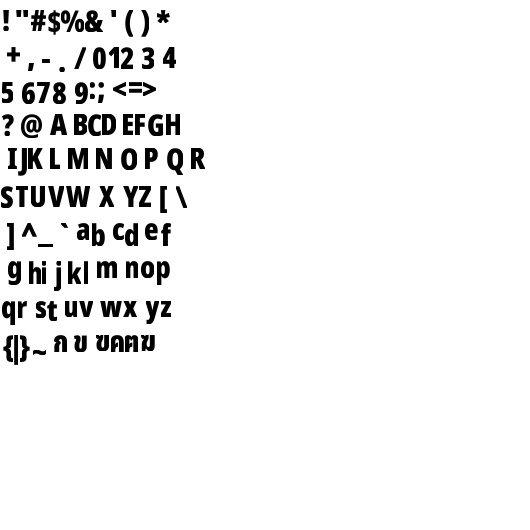 ! " # $ % & ' ( ) *
+ , - . / 0 1 2 3 4
5 6 7 8 9 : ; < = >
? @ A B C D E F G H
I J K L M N O P Q R
S T U V W X Y Z [ \
] ^ _ ` a b c d e f
g h i j k l m n o p
q r s t u v w x y z
{ | } ~ ก ข ฃ ค ฅ ฆ